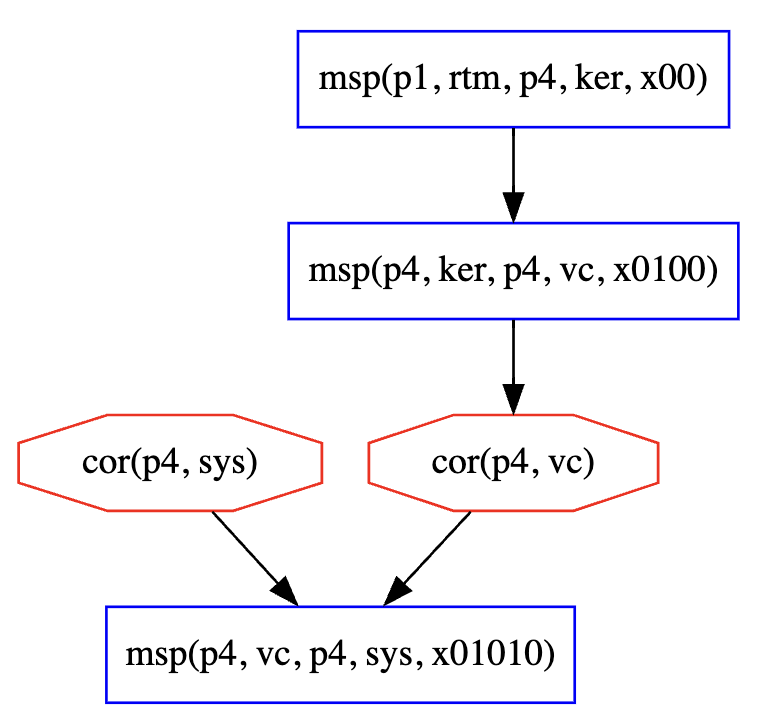 msp(p1, rtm, p4, ker, x00)
msp(p4, ker, p4, vc, x0100)
cor(p4, sys)
cor(p4, vc)
msp(p4, vc, p4, sys, x01010)